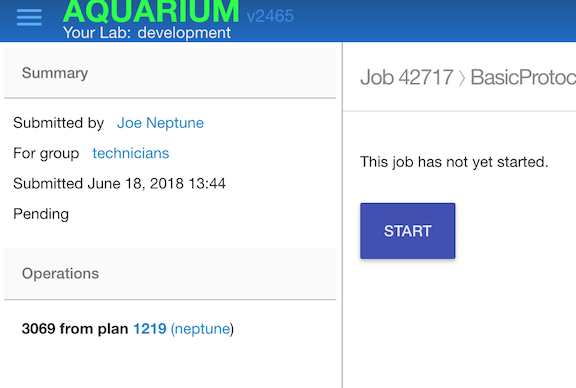 AQUARIUM v2465
Your Lab: development
Summary
Submitted by Joe Neptune
For group technicians
Submitted June 18, 2018 13:44
Pending
Operations
3069 from plan 1219 (neptune)
Job 42717 〉BasicProtoc
This job has not yet started.
START